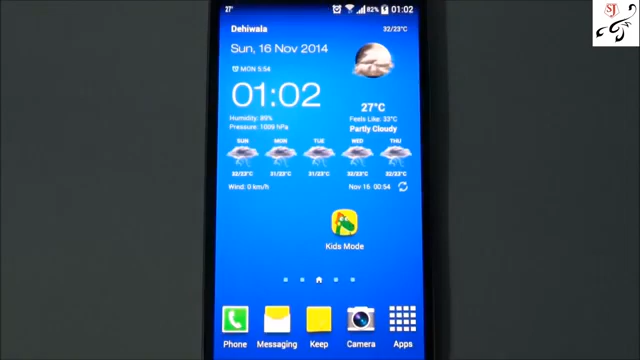 27° 82% 01:02
SJ
Dehiwala 32/23°C
Sun, 16 Nov 2014
MON 5:54
01:02
27°C
Humidity: 89% Feels Like: 33°C
Pressure: 1009 hPa Partly Cloudy
SUN MON TUE WED THU
32/23°C 31/23°C 31/23°C 32/23°C 32/23°C
Wind: 0 km/h Nov 16 00:54
Kids Mode
Phone Messaging Keep Camera Apps